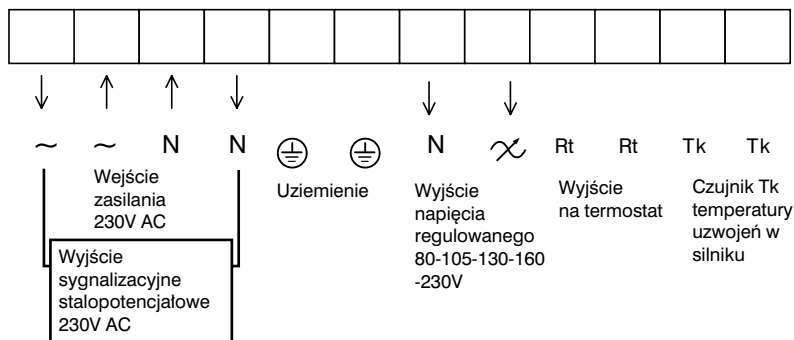 ~ ~ N N N Rt Rt Tk Tk
Wejście
zasilania
230V AC
Uziemienie
Wyjście
napięcia
regulowanego
80-105-130-160
-230V
Wyjście
na termostat
Czujnik Tk
temperatury
uzwojeń w
silniku
Wyjście
sygnalizacyjne
stalopotencjałowe
230V AC